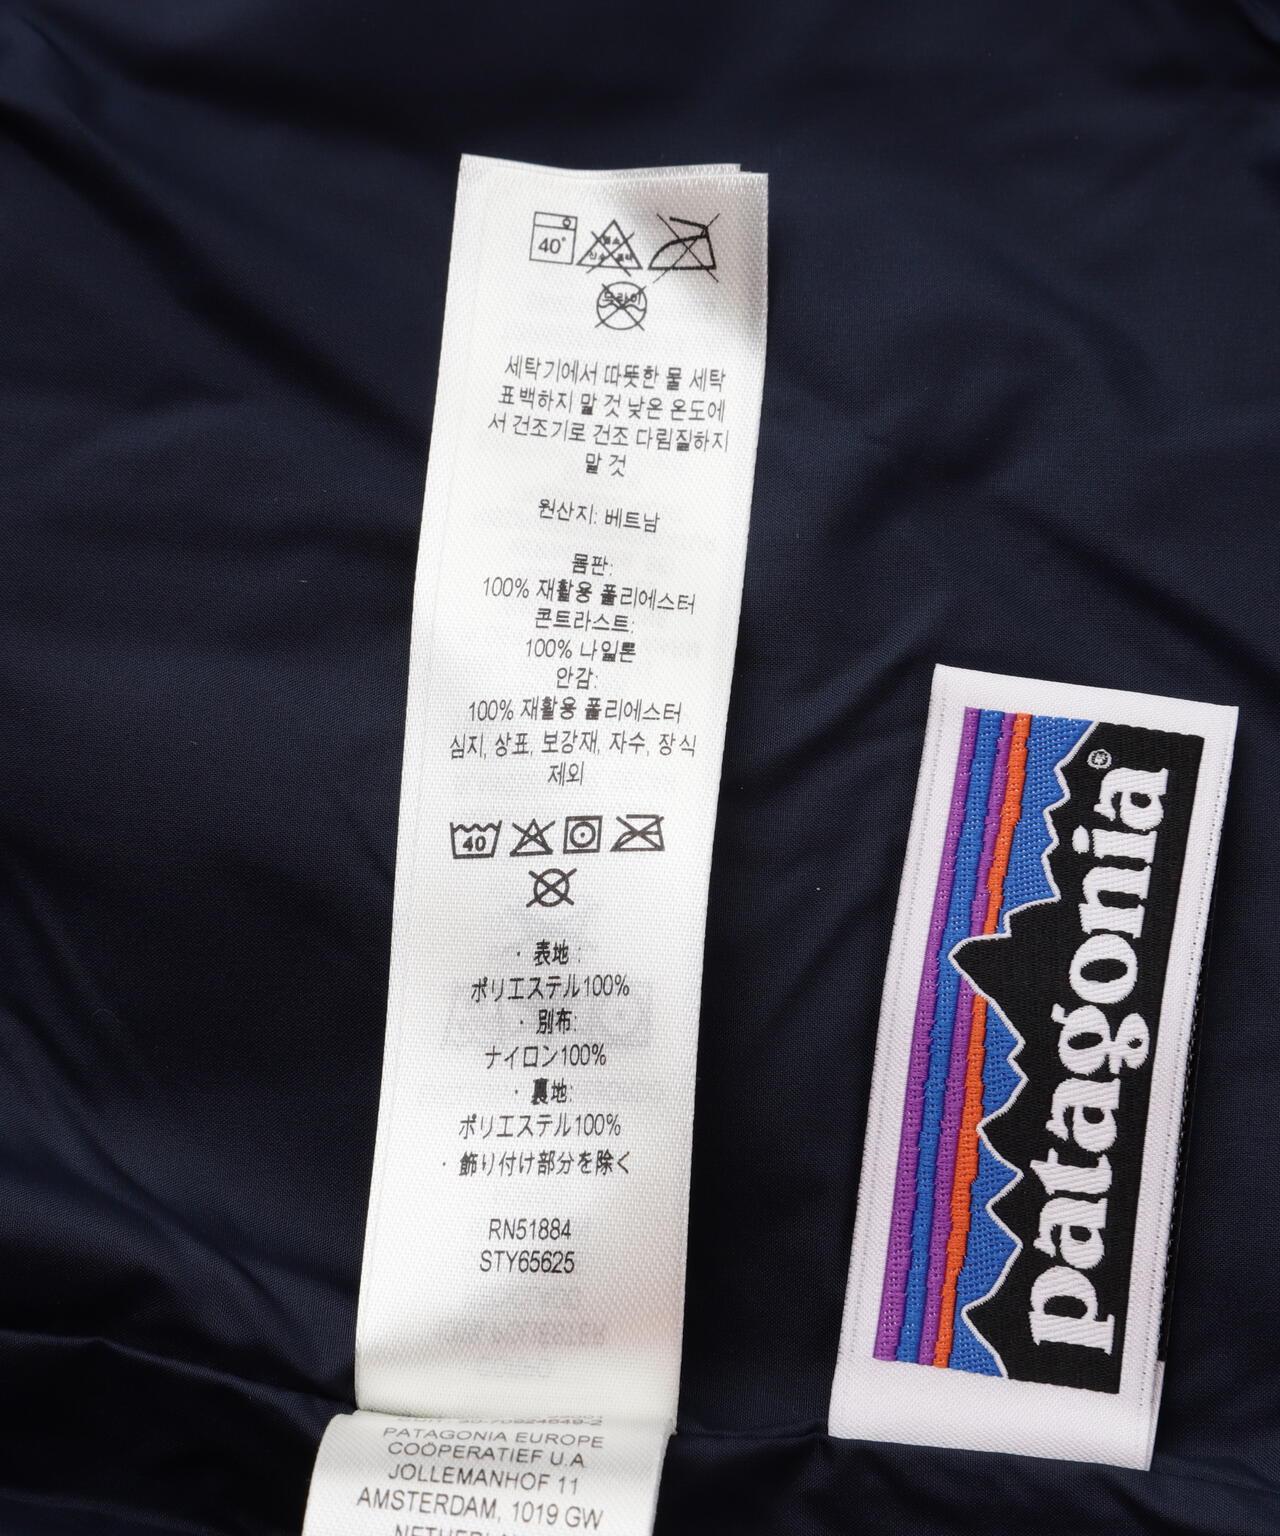 40°
드라이
세탁기에서 따뜻한 물 세탁
표백하지 말 것 낮은 온도에
서 건조기로 건조 다림질하지
말 것
원산지: 베트남
몸판:
100% 재활용 폴리에스터
콘트라스트:
100% 나일론
안감:
100% 재활용 폴리에스터
심지, 상표, 보강재, 자수, 장식
제외
40
· 表地 :
ポリエステル100%
· 別布:
ナイロン100%
· 裏地:
ポリエステル100%
· 飾り付け部分を除く
RN51884
STY65625
PATAGONIA EUROPE
COÖPERATIEF U.A
JOLLEMANHOF 11
AMSTERDAM, 1019 GW
patagonia®